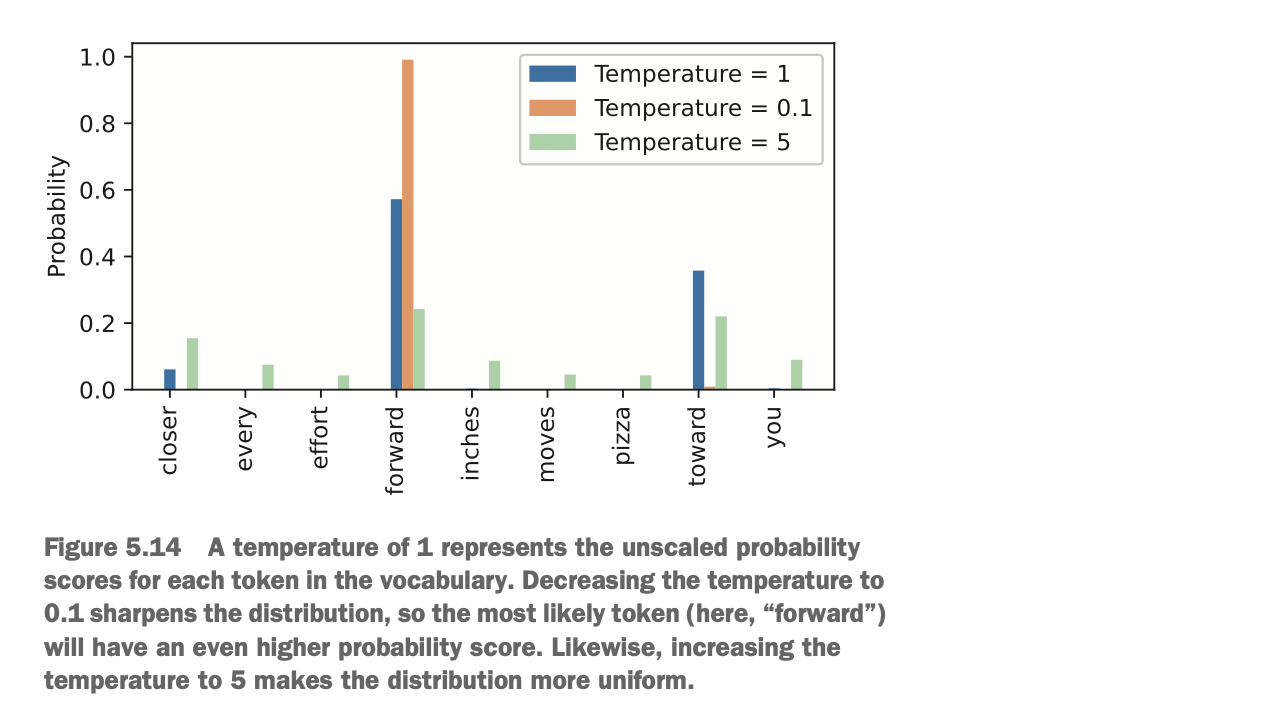 1.0
0.8
0.6
0.4
0.2
0.0
Probability
Temperature = 1
Temperature = 0.1
Temperature = 5
closer
every
effort
forward
inches
moves
pizza
toward
you
Figure 5.14 A temperature of 1 represents the unscaled probability
scores for each token in the vocabulary. Decreasing the temperature to
0.1 sharpens the distribution, so the most likely token (here, “forward”)
will have an even higher probability score. Likewise, increasing the
temperature to 5 makes the distribution more uniform.